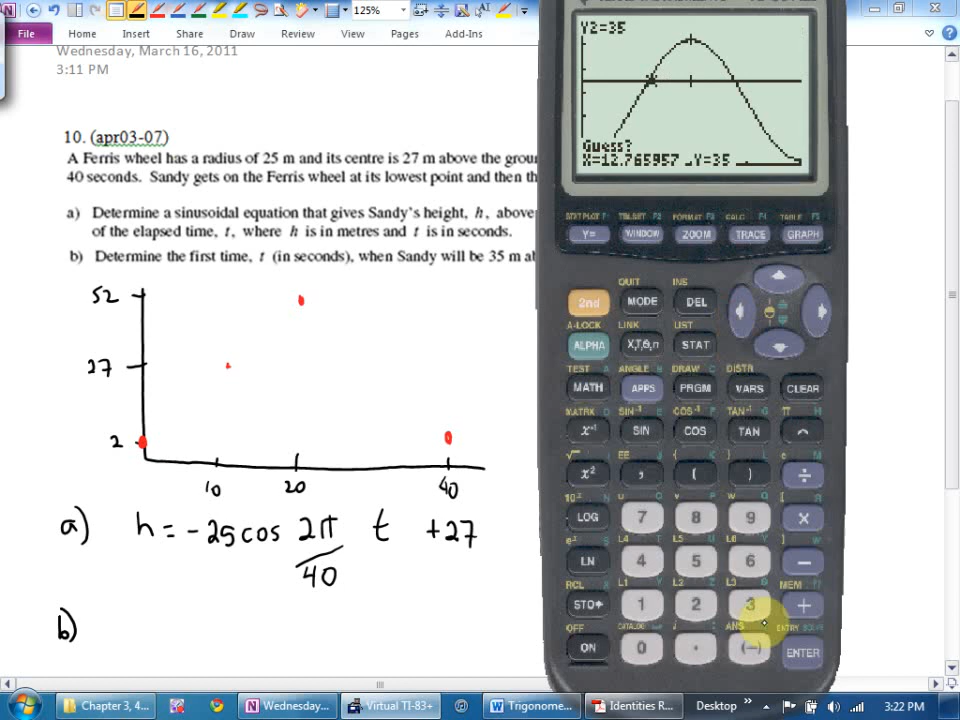 125%
File Home Insert Share Draw Review View Pages Add-Ins
Wednesday, March 16, 2011
3:11 PM
10. (apr03-07)
A Ferris wheel has a radius of 25 m and its centre is 27 m above the grour
40 seconds. Sandy gets on the Ferris wheel at its lowest point and then th
a) Determine a sinusoidal equation that gives Sandy's height, h, above
of the elapsed time, t, where h is in metres and t is in seconds.
b) Determine the first time, t (in seconds), when Sandy will be 35 m a
52
27
2
10 20 40
a) h = -25cos 2π/40 t +27
b)
Y2=35
Guess?
X=12.765957 Y=35
STAT PLOT F1 TBLSET F2 FORMAT F3 CALC F4 TABLE F5
Y= WINDOW ZOOM TRACE GRAPH
QUIT INS
2nd MODE DEL
A-LOCK LINK LIST
ALPHA X,T,θ,n STAT
TEST A ANGLE B DRAW C DISTR
MATH APPS PRGM VARS CLEAR
MATRX D SIN⁻¹ E COS⁻¹ F TAN⁻¹ G π H
x⁻¹ SIN COS TAN ^
√ EE J { K } L e M
x² , ( ) ÷
10ˣ N u O v P w Q [ R
LOG 7 8 9 ×
eˣ S L4 T L5 U L6 V ] W
LN 4 5 6 −
RCL X L1 Y L2 Z L3 θ MEM
STO 1 2 3 +
OFF CATALOG ANS ENTRY SOLVE
ON 0 . (−) ENTER
Chapter 3, 4... Wednesday... Virtual TI-83+ Trigonome... Identities R... Desktop » 3:22 PM